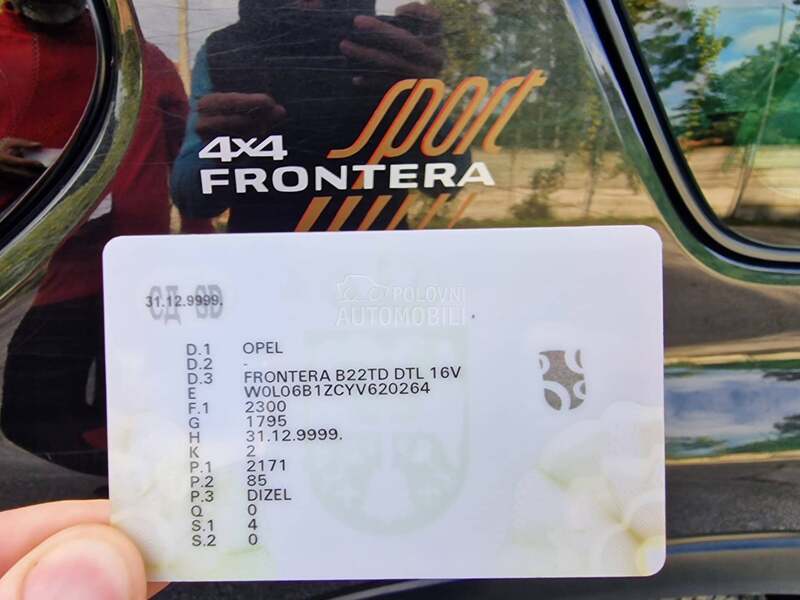 sport
4x4
FRONTERA
СД SD
31.12.9999.
POLOVNI
AUTOMOBILI
D.1 OPEL
D.2 -
D.3 FRONTERA B22TD DTL 16V
E W0L06B1ZCYV620264
F.1 2300
G 1795
H 31.12.9999.
K 2
P.1 2171
P.2 85
P.3 DIZEL
Q 0
S.1 4
S.2 0